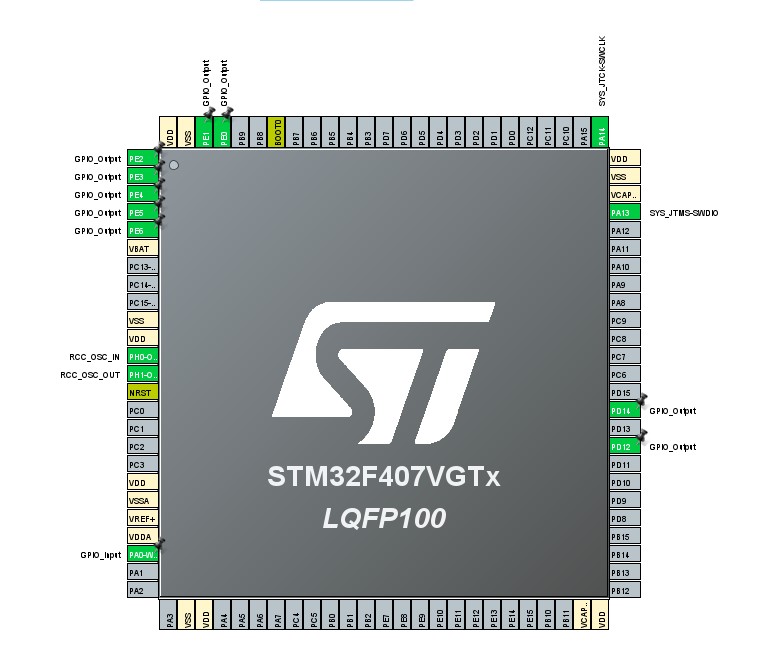 SYS_JTCK-SWCLK
GPIO_Output
GPIO_Output
VDD
VSS
PE1
PE0
PB9
PB8
BOOT0
PB7
PB6
PB5
PB4
PB3
PD7
PD6
PD5
PD4
PD3
PD2
PD1
PD0
PC12
PC11
PC10
PA15
PA14
GPIO_Output PE2
GPIO_Output PE3
GPIO_Output PE4
GPIO_Output PE5
GPIO_Output PE6
VBAT
PC13-..
PC14-..
PC15-..
VSS
VDD
RCC_OSC_IN PH0-O..
RCC_OSC_OUT PH1-O..
NRST
PC0
PC1
PC2
PC3
VDD
VSSA
VREF+
VDDA
GPIO_Input PA0-W..
PA1
PA2
ST
STM32F407VGTx
LQFP100
VDD
VSS
VCAP..
PA13 SYS_JTMS-SWDIO
PA12
PA11
PA10
PA9
PA8
PC9
PC8
PC7
PC6
PD15
PD14 GPIO_Output
PD13
PD12 GPIO_Output
PD11
PD10
PD9
PD8
PB15
PB14
PB13
PB12
PA3
VSS
VDD
PA4
PA5
PA6
PA7
PC4
PC5
PB0
PB1
PB2
PE7
PE8
PE9
PE10
PE11
PE12
PE13
PE14
PE15
PB10
PB11
VCAP..
VDD